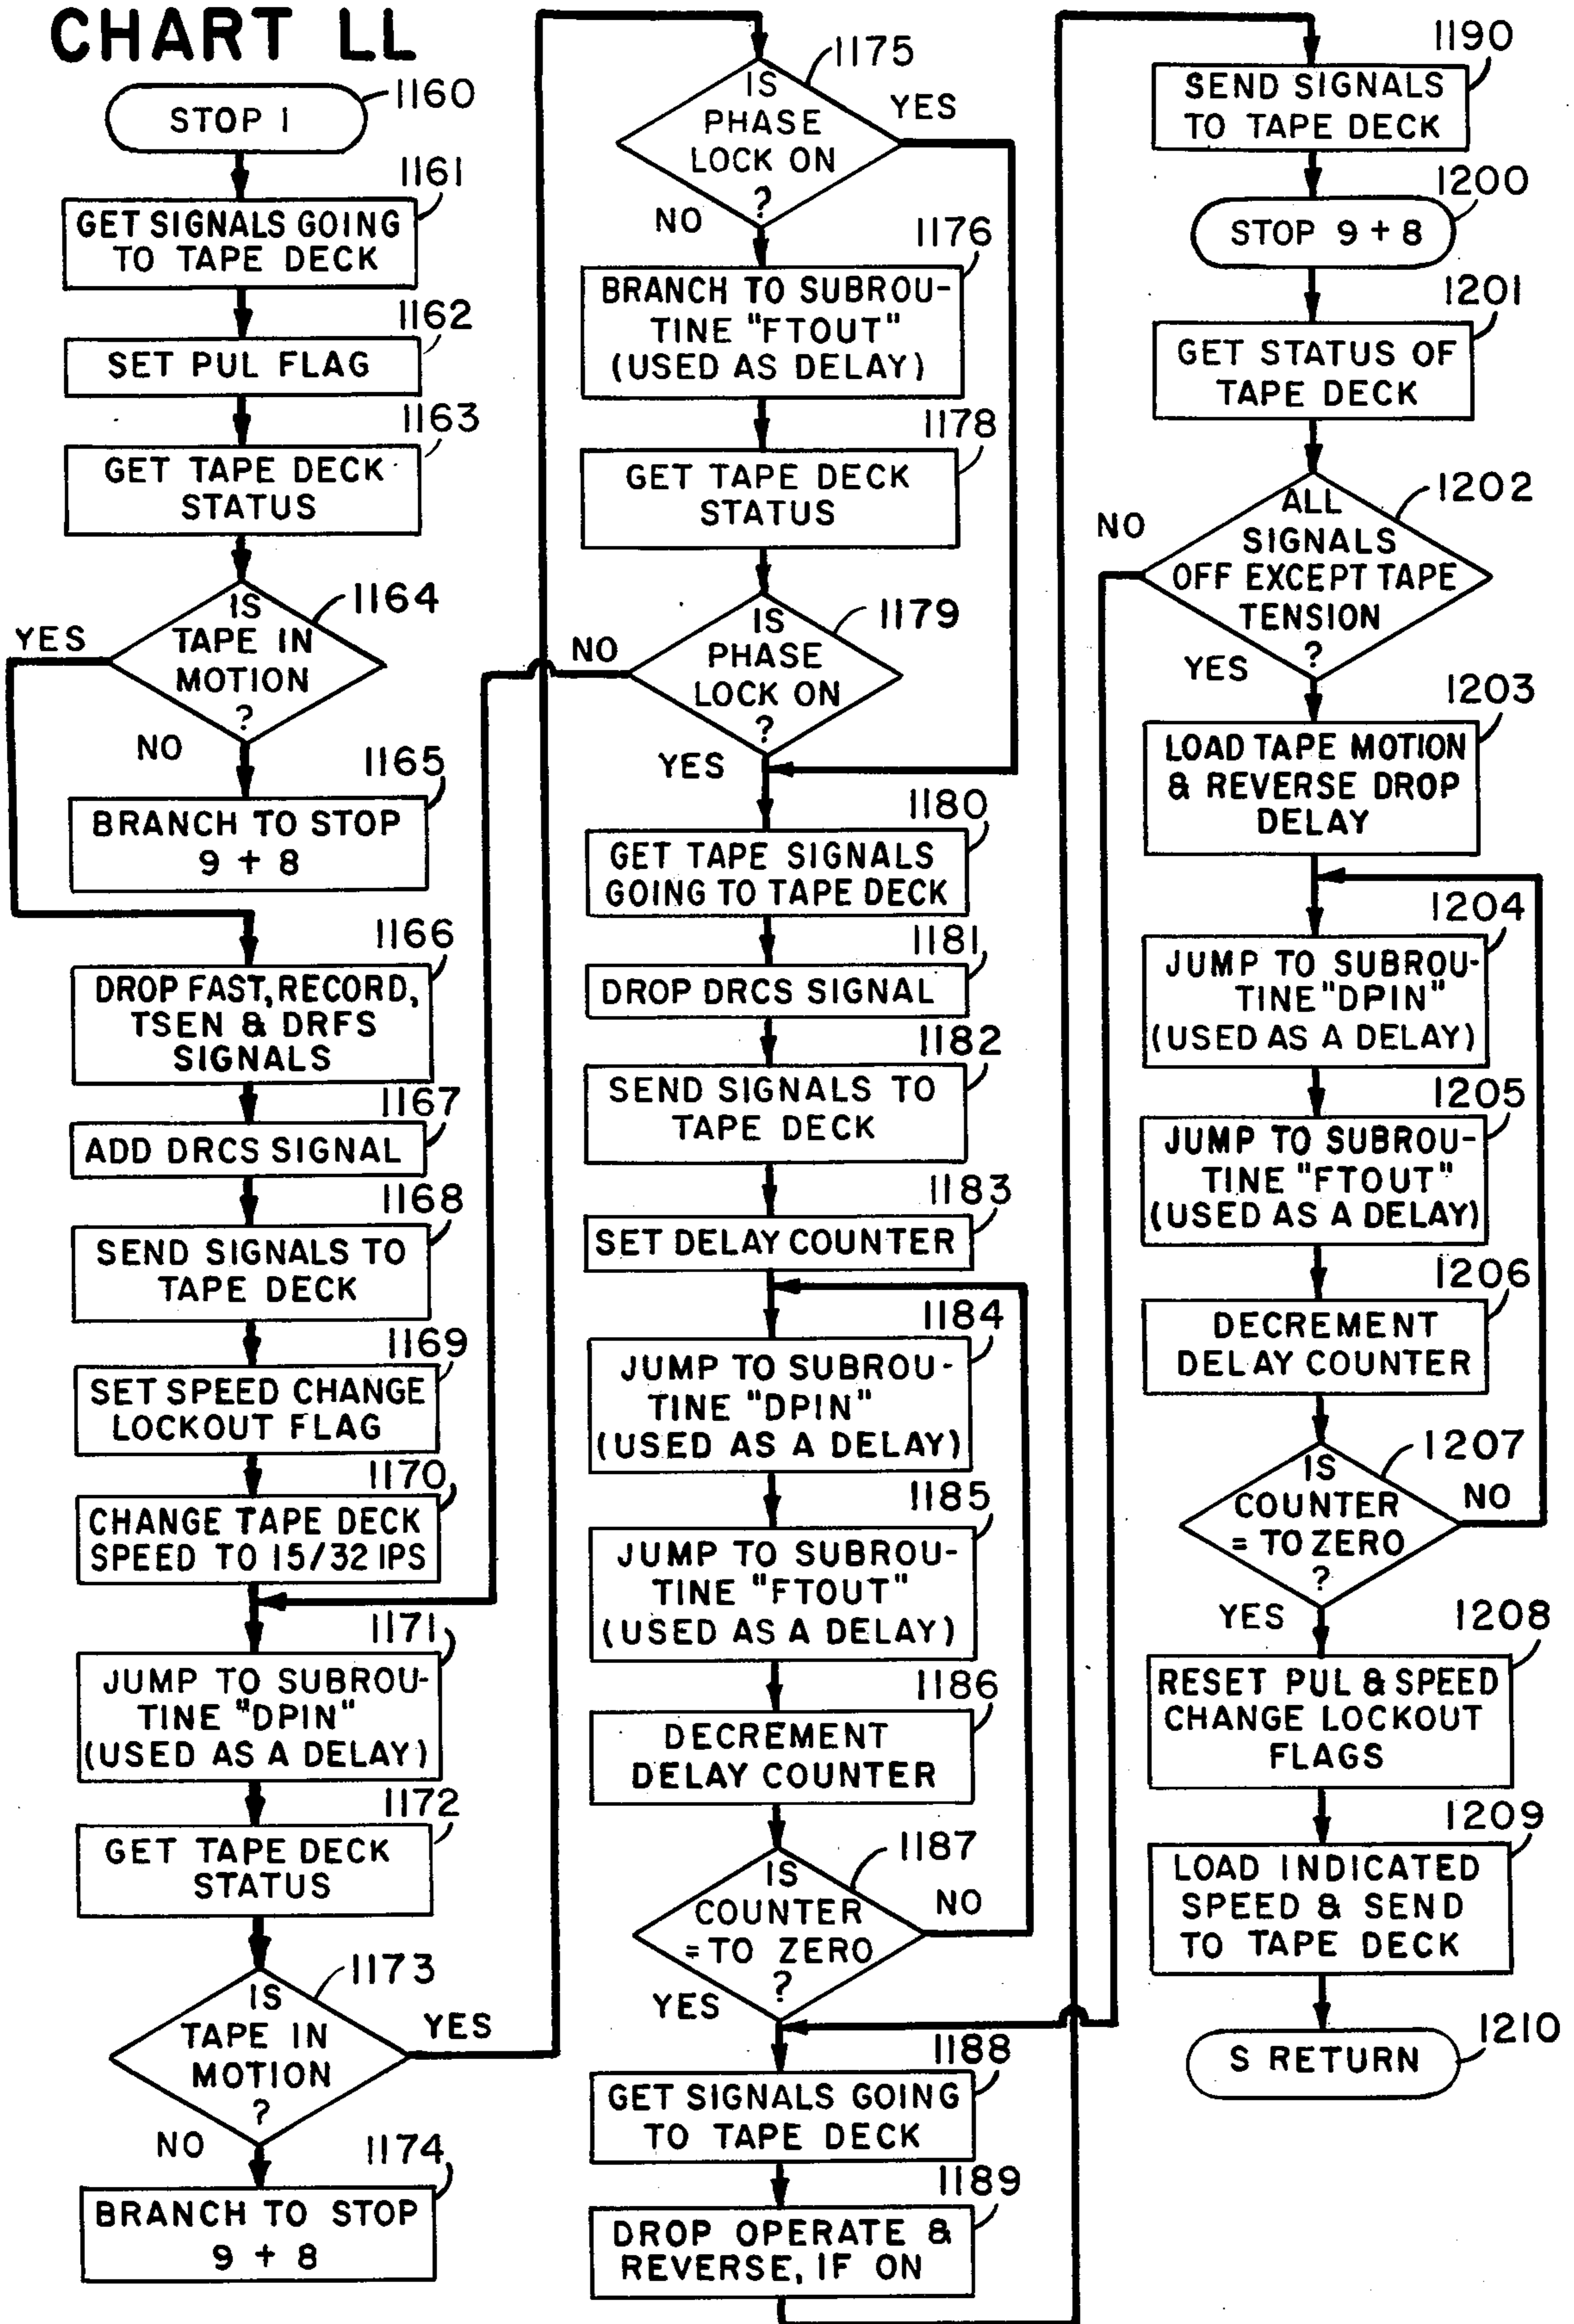 CHART LL
1160
STOP 1
1161
GET SIGNALS GOING
TO TAPE DECK
1162
SET PUL FLAG
1163
GET TAPE DECK
STATUS
1164
IS
TAPE IN
MOTION
?
YES
NO
1165
BRANCH TO STOP
9 + 8
1166
DROP FAST, RECORD,
TSEN & DRFS
SIGNALS
1167
ADD DRCS SIGNAL
1168
SEND SIGNALS TO
TAPE DECK
1169
SET SPEED CHANGE
LOCKOUT FLAG
1170
CHANGE TAPE DECK
SPEED TO 15/32 IPS
1171
JUMP TO SUBROU-
TINE "DPIN"
(USED AS A DELAY)
1172
GET TAPE DECK
STATUS
1173
IS
TAPE IN
MOTION
?
YES
NO
1174
BRANCH TO STOP
9 + 8
1175
IS
PHASE
LOCK ON
?
YES
NO
1176
BRANCH TO SUBROU-
TINE "FTOUT"
(USED AS DELAY)
1178
GET TAPE DECK
STATUS
1179
IS
PHASE
LOCK ON
?
NO
YES
1180
GET TAPE SIGNALS
GOING TO TAPE DECK
1181
DROP DRCS SIGNAL
1182
SEND SIGNALS TO
TAPE DECK
1183
SET DELAY COUNTER
1184
JUMP TO SUBROU-
TINE "DPIN"
(USED AS A DELAY)
1185
JUMP TO SUBROU-
TINE "FTOUT"
(USED AS A DELAY)
1186
DECREMENT
DELAY COUNTER
1187
IS
COUNTER
= TO ZERO
?
NO
YES
1188
GET SIGNALS GOING
TO TAPE DECK
1189
DROP OPERATE &
REVERSE, IF ON
1190
SEND SIGNALS
TO TAPE DECK
1200
STOP 9 + 8
1201
GET STATUS OF
TAPE DECK
1202
ALL
SIGNALS
OFF EXCEPT TAPE
TENSION
?
NO
YES
1203
LOAD TAPE MOTION
& REVERSE DROP
DELAY
1204
JUMP TO SUBROU-
TINE "DPIN"
(USED AS A DELAY)
1205
JUMP TO SUBROU-
TINE "FTOUT"
(USED AS A DELAY)
1206
DECREMENT
DELAY COUNTER
1207
IS
COUNTER
= TO ZERO
?
NO
YES
1208
RESET PUL & SPEED
CHANGE LOCKOUT
FLAGS
1209
LOAD INDICATED
SPEED & SEND
TO TAPE DECK
1210
S RETURN